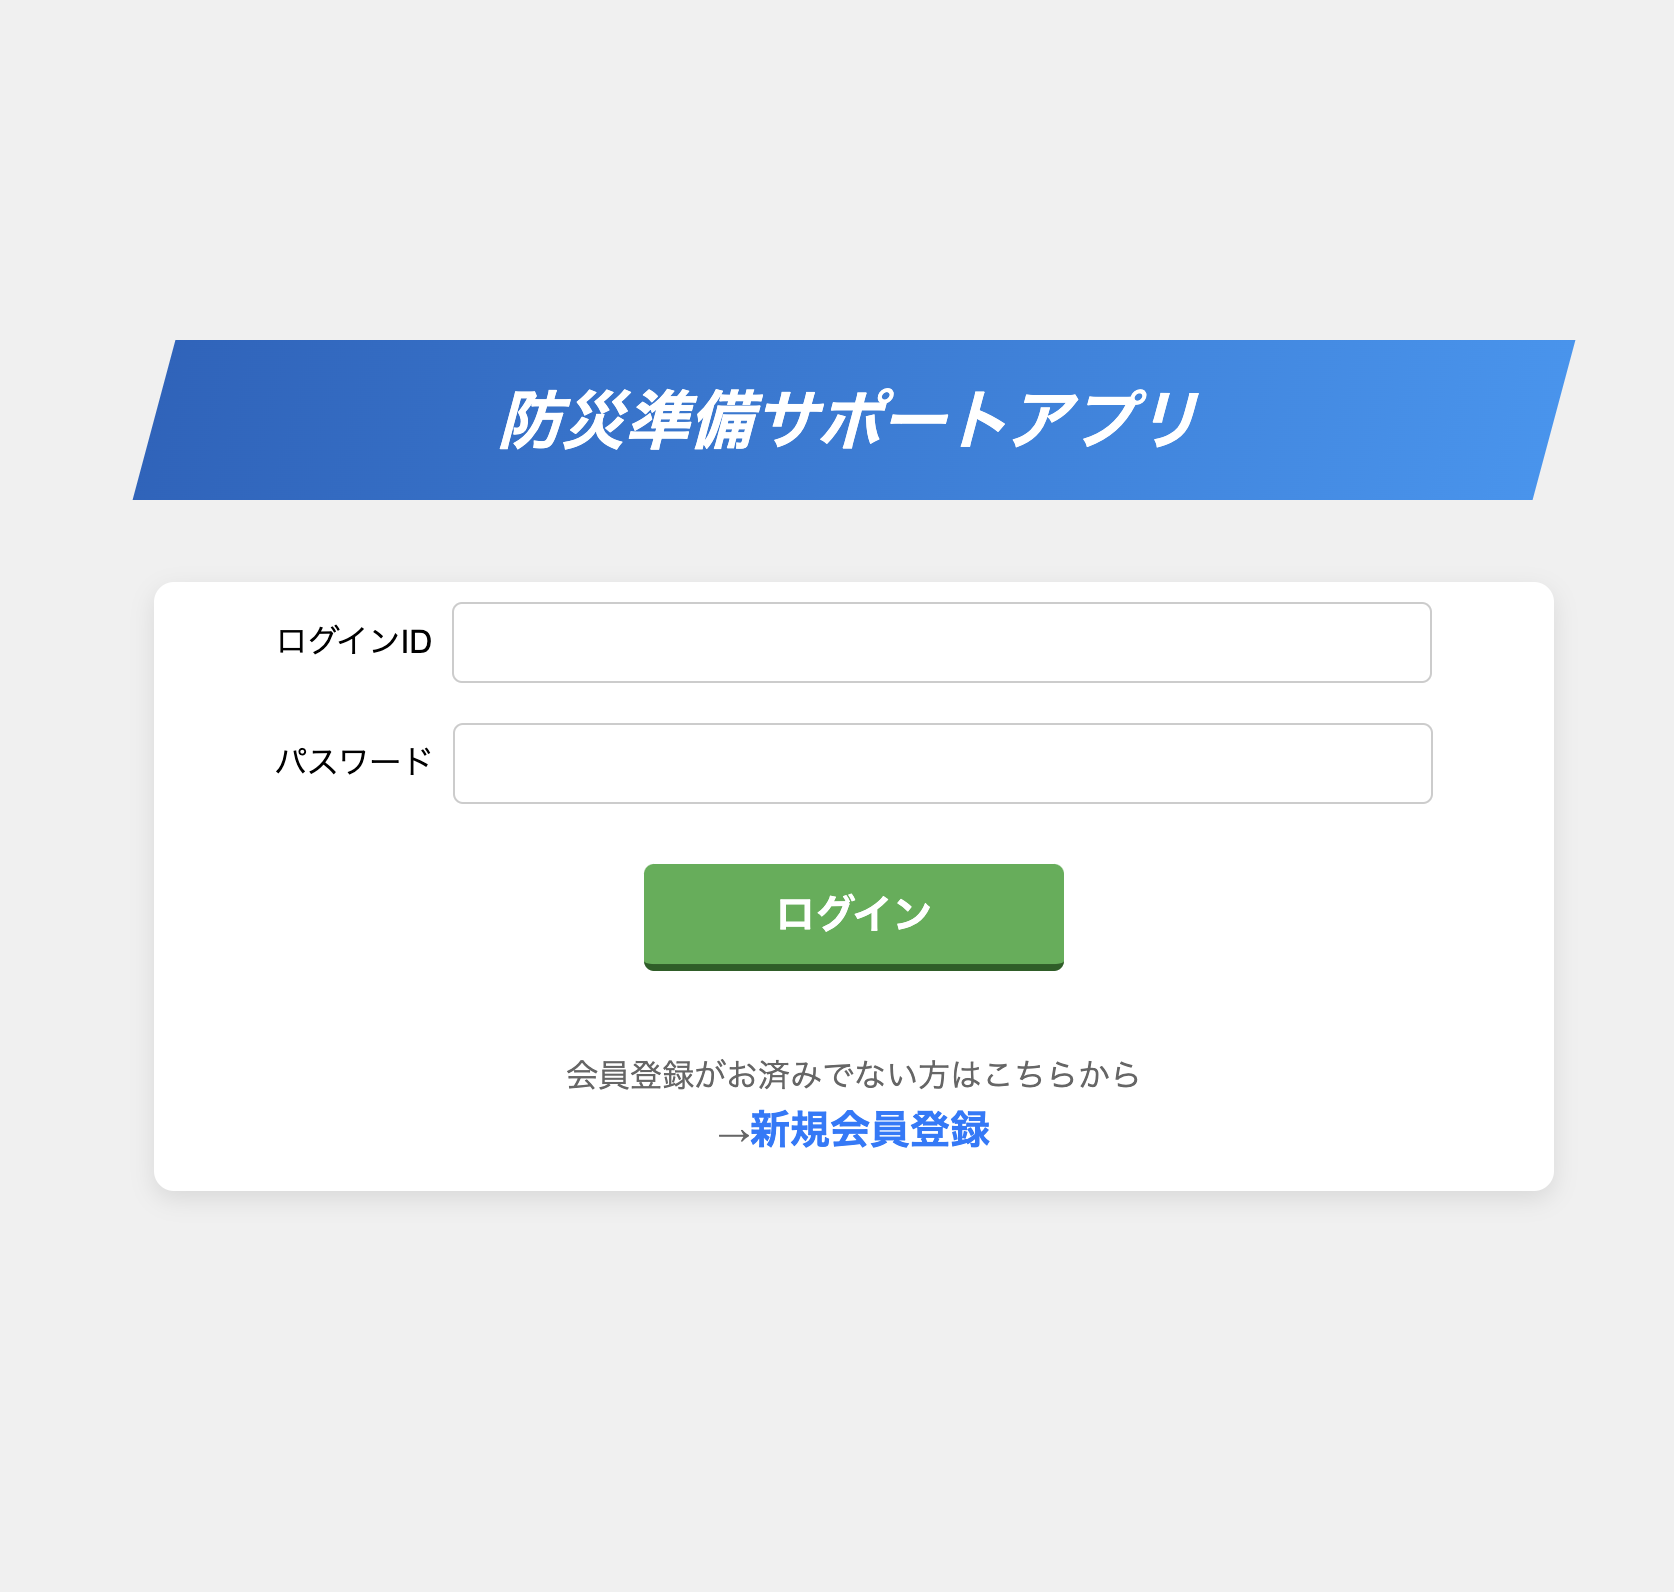 防災準備サポートアプリ
ログインID
パスワード
ログイン
会員登録がお済みでない方はこちらから
→新規会員登録